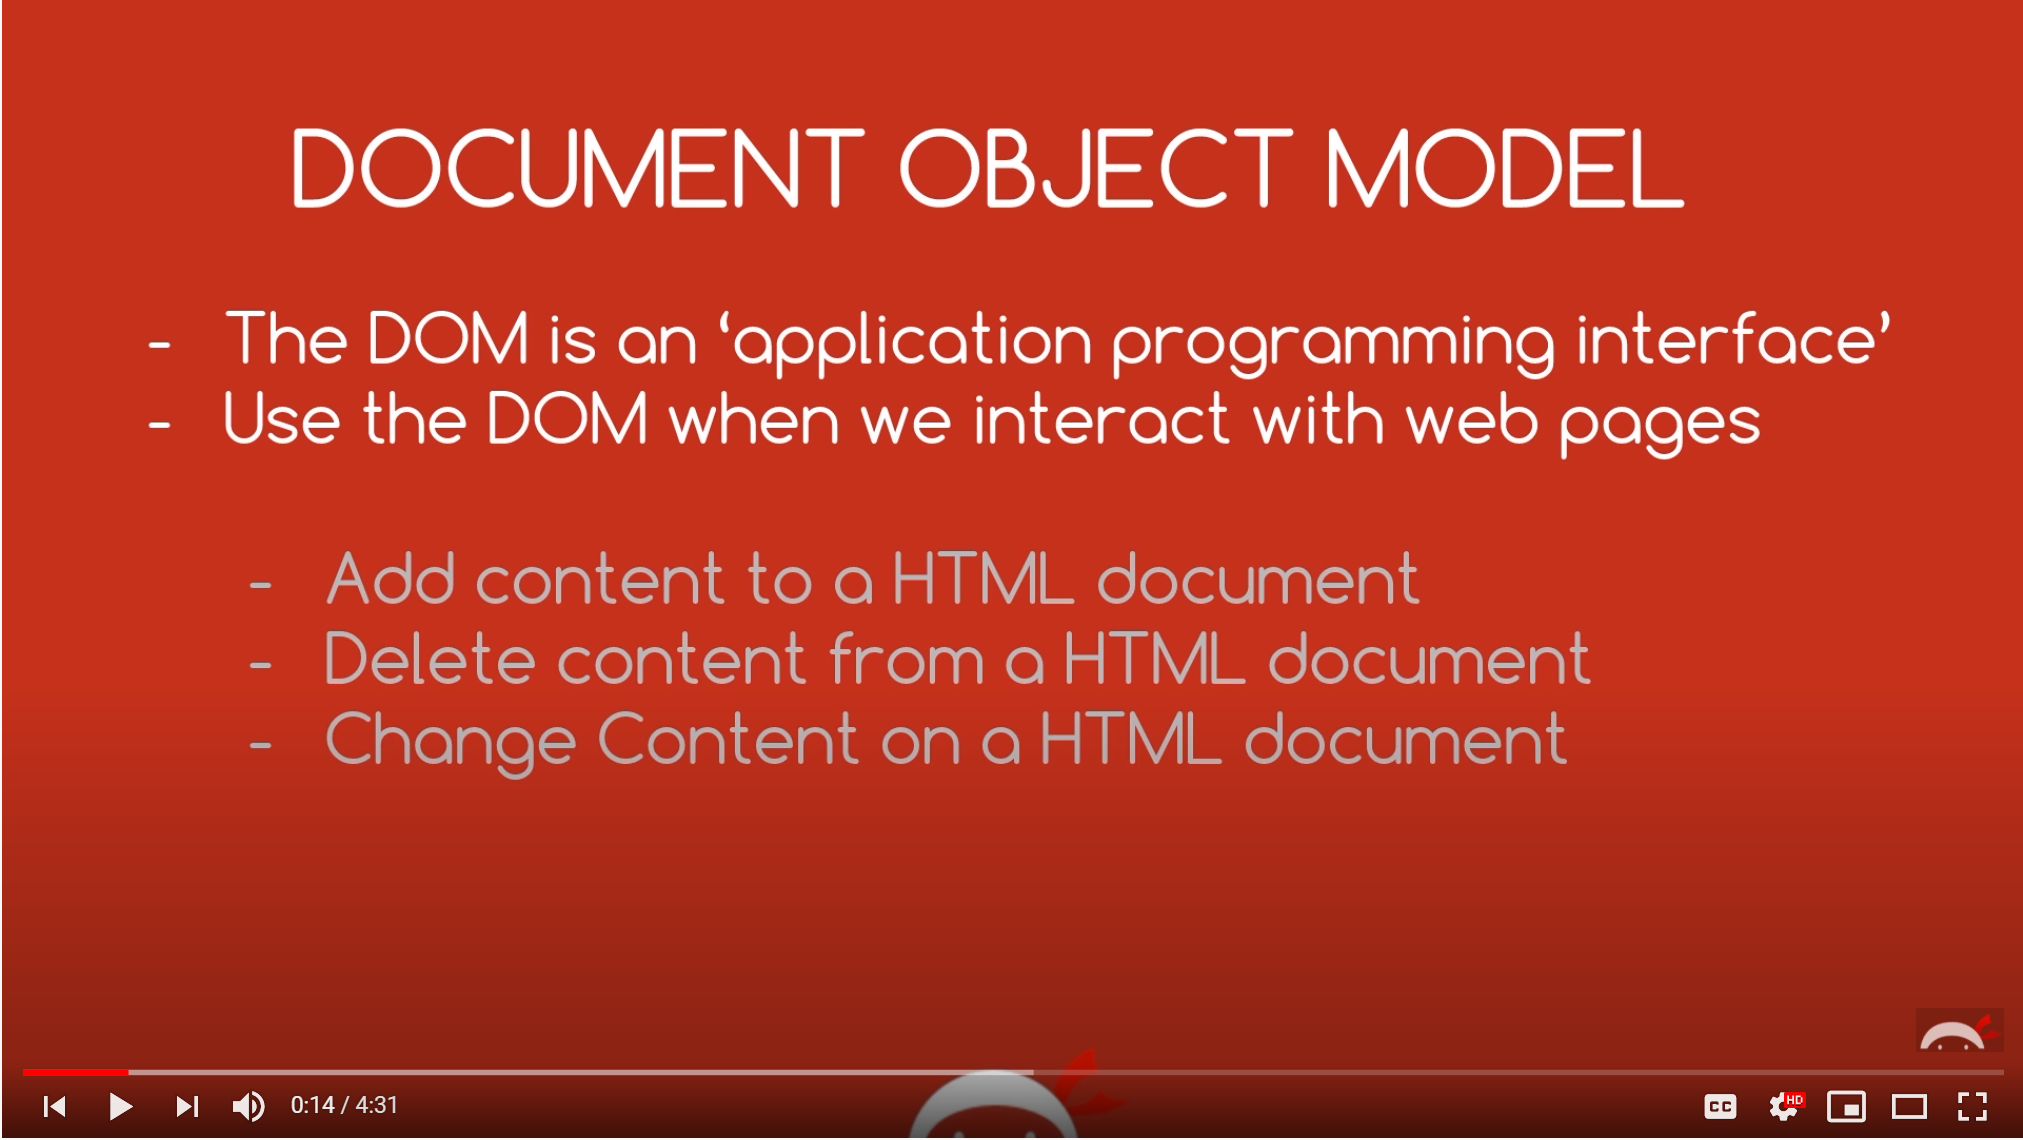 DOCUMENT OBJECT MODEL
- The DOM is an ‘application programming interface’
- Use the DOM when we interact with web pages
- Add content to a HTML document
- Delete content from a HTML document
- Change Content on a HTML document
0:14 / 4:31
CC
HD